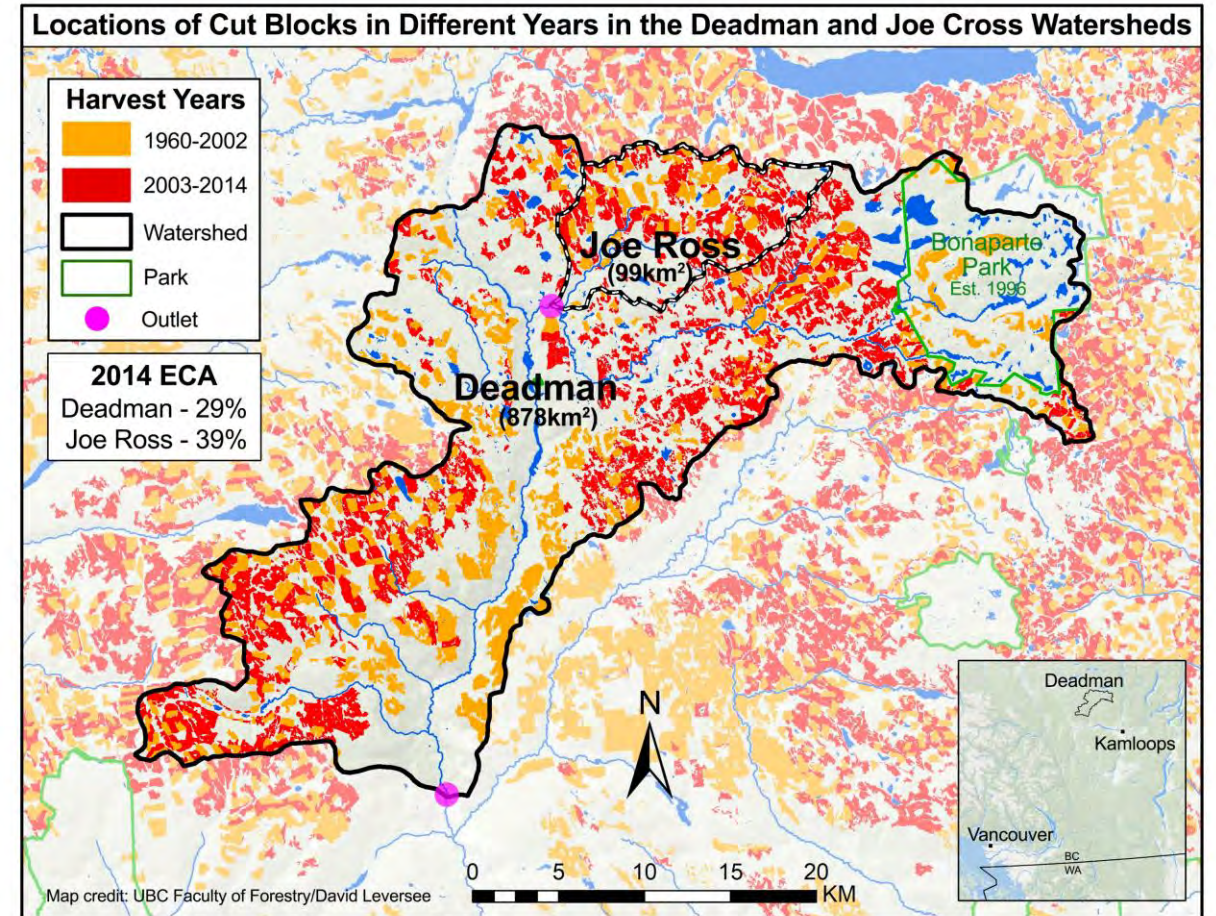 Locations of Cut Blocks in Different Years in the Deadman and Joe Cross Watersheds
Harvest Years
1960-2002
2003-2014
Watershed
Park
Outlet
2014 ECA
Deadman - 29%
Joe Ross - 39%
Joe Ross
(99km²)
Bonaparte
Park
Est. 1996
Deadman
(878km²)
N
0 5 10 15 20
KM
Map credit: UBC Faculty of Forestry/David Leversee
Deadman
Kamloops
Vancouver
BC
WA